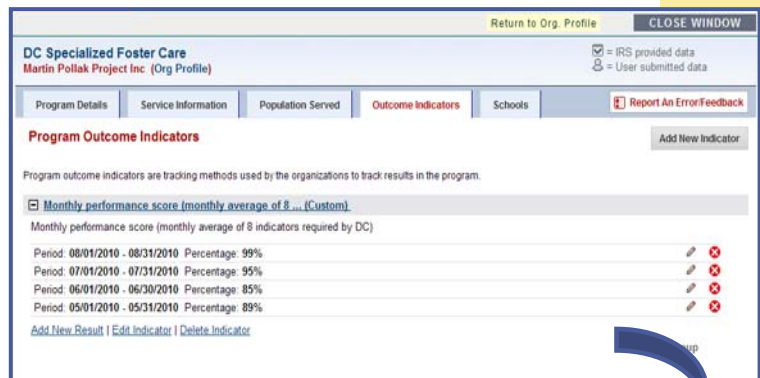 Return to Org. Profile CLOSE WINDOW
DC Specialized Foster Care = IRS provided data
Martin Pollak Project Inc (Org Profile) = User submitted data
Program Details Service Information Population Served Outcome Indicators Schools Report An Error/Feedback
Program Outcome Indicators Add New Indicator
Program outcome indicators are tracking methods used by the organizations to track results in the program.
Monthly performance score (monthly average of 8 ... (Custom)
Monthly performance score (monthly average of 8 indicators required by DC)
Period: 08/01/2010 - 08/31/2010 Percentage: 99%
Period: 07/01/2010 - 07/31/2010 Percentage: 95%
Period: 06/01/2010 - 06/30/2010 Percentage: 85%
Period: 05/01/2010 - 05/31/2010 Percentage: 89%
Add New Result | Edit Indicator | Delete Indicator